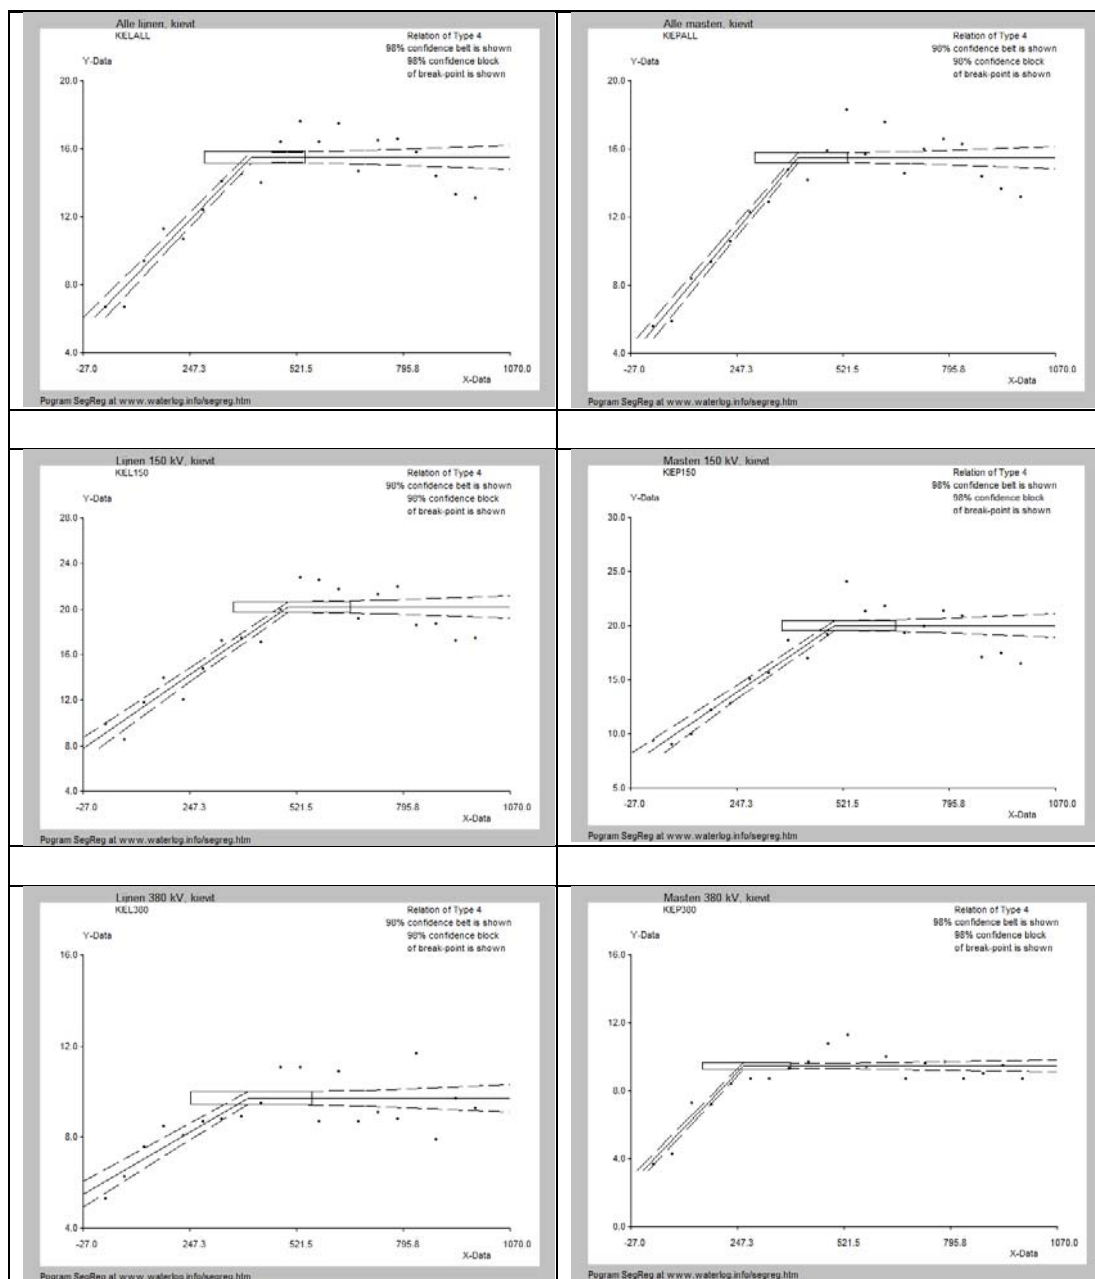 Alle lijnen, kievit
KIELALL
Relation of Type 4
98% confidence belt is shown
98% confidence block
of break-point is shown
Y-Data
20.0
16.0
12.0
8.0
4.0
-27.0 247.3 521.5 795.8 1070.0
X-Data
Pogram SegReg at www.waterlog.info/segreg.htm
Alle masten, kievit
KIEPALL
Relation of Type 4
98% confidence belt is shown
98% confidence block
of break-point is shown
Y-Data
20.0
16.0
12.0
8.0
4.0
-27.0 247.3 521.5 795.8 1070.0
X-Data
Pogram SegReg at www.waterlog.info/segreg.htm
Lijnen 150 kV, kievit
KIEL150
Relation of Type 4
98% confidence belt is shown
98% confidence block
of break-point is shown
Y-Data
28.0
24.0
20.0
16.0
12.0
8.0
4.0
-27.0 247.3 521.5 795.8 1070.0
X-Data
Pogram SegReg at www.waterlog.info/segreg.htm
Masten 150 kV, kievit
KIEP150
Relation of Type 4
98% confidence belt is shown
98% confidence block
of break-point is shown
Y-Data
30.0
25.0
20.0
15.0
10.0
5.0
-27.0 247.3 521.5 795.8 1070.0
X-Data
Pogram SegReg at www.waterlog.info/segreg.htm
Lijnen 380 kV, kievit
KIEL380
Relation of Type 4
98% confidence belt is shown
98% confidence block
of break-point is shown
Y-Data
16.0
12.0
8.0
4.0
-27.0 247.3 521.5 795.8 1070.0
X-Data
Pogram SegReg at www.waterlog.info/segreg.htm
Masten 380 kV, kievit
KIEP380
Relation of Type 4
98% confidence belt is shown
98% confidence block
of break-point is shown
Y-Data
16.0
12.0
8.0
4.0
0.0
-27.0 247.3 521.5 795.8 1070.0
X-Data
Pogram SegReg at www.waterlog.info/segreg.htm